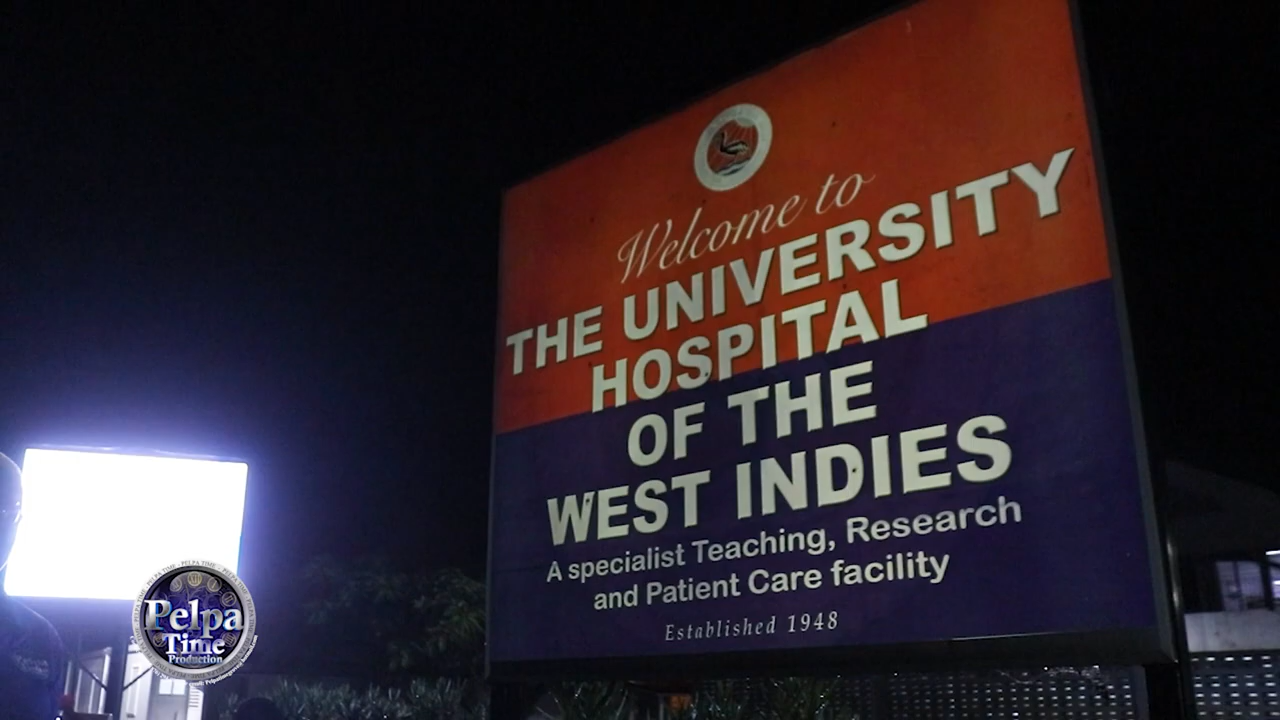 Welcome to
THE UNIVERSITY
HOSPITAL
OF THE
WEST INDIES
A specialist Teaching, Research
and Patient Care facility
Established 1948
Pelpa
Time
Production